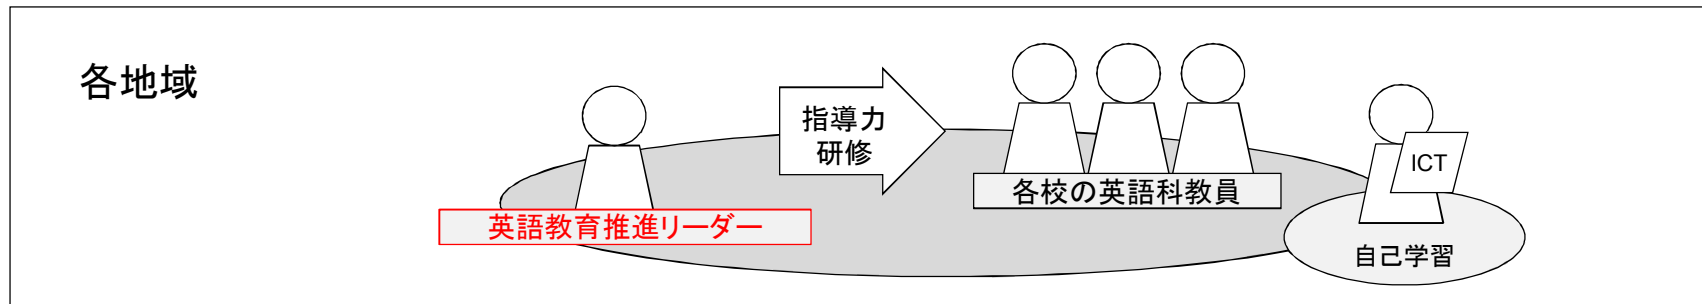 各地域
指導力
研修
ICT
各校の英語科教員
英語教育推進リーダー
自己学習